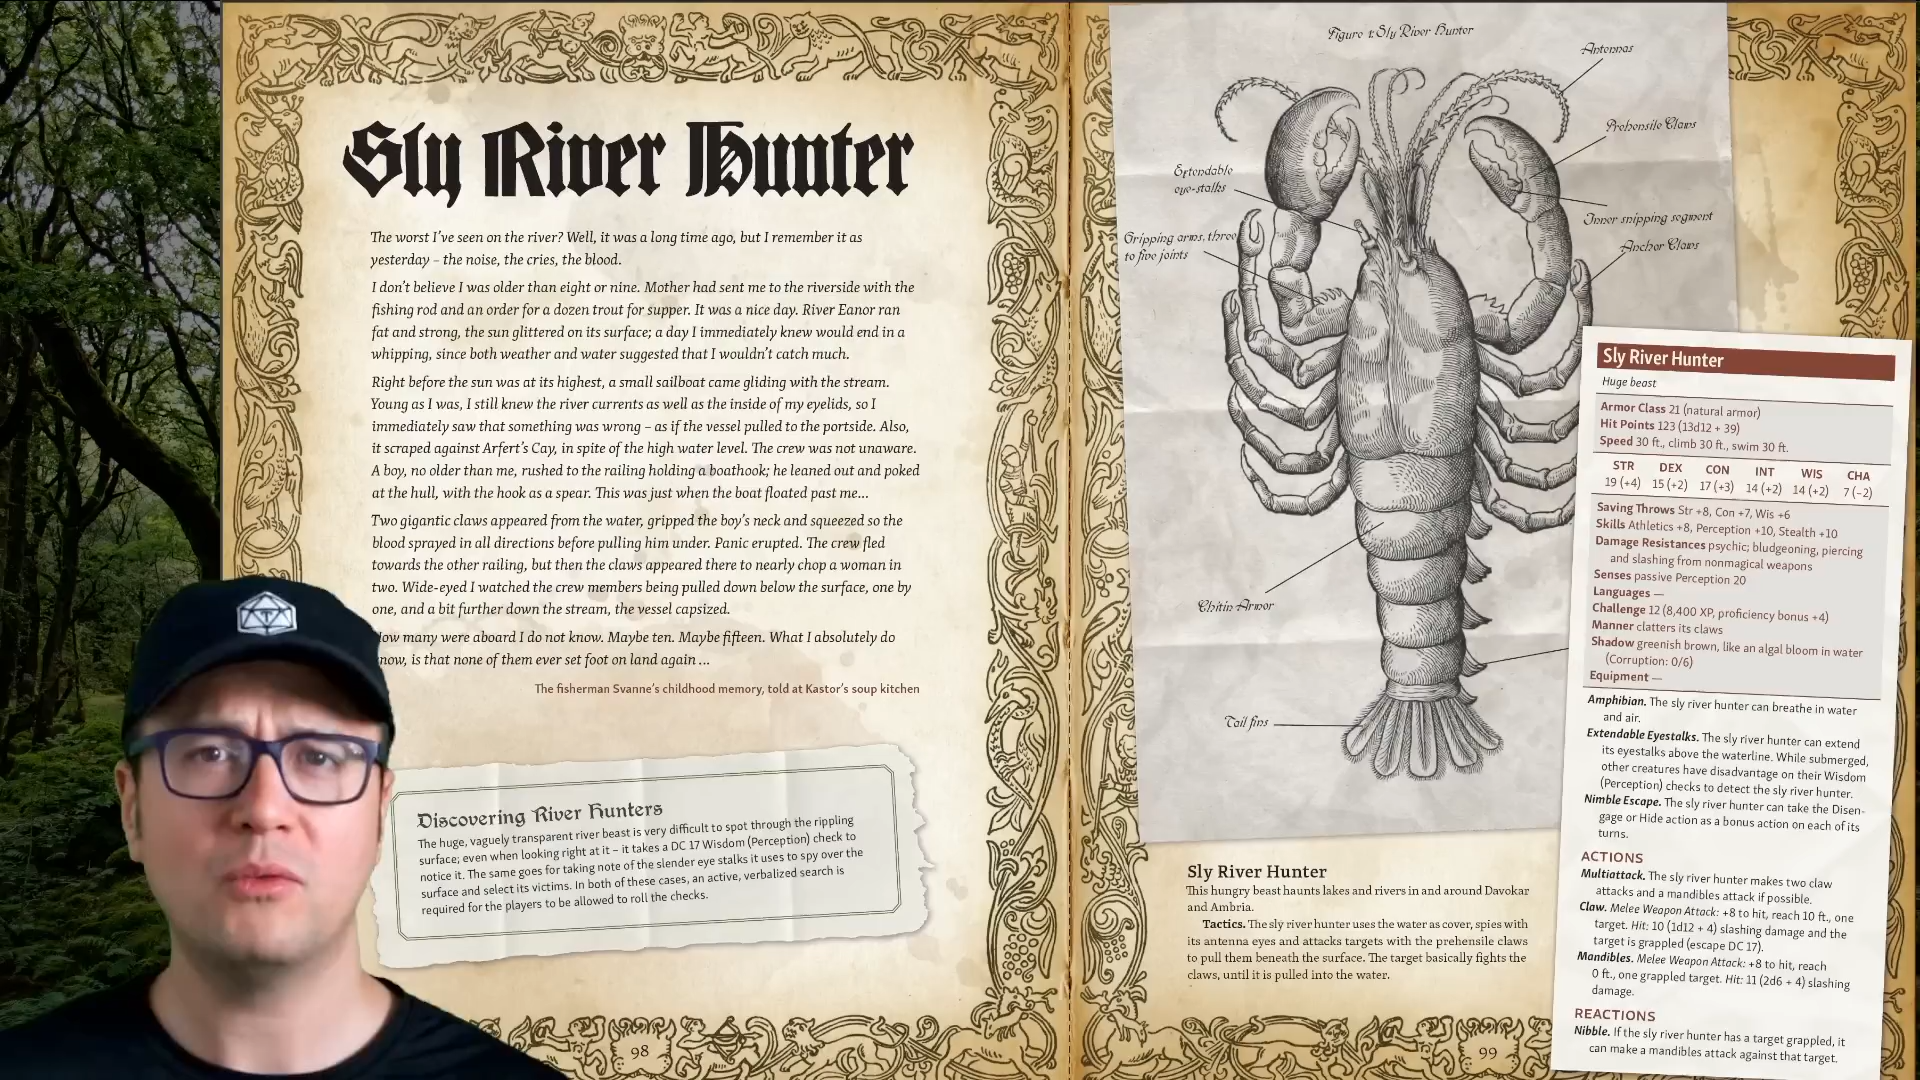 Sly River Hunter
The worst I've seen on the river? Well, it was a long time ago, but I remember it as
yesterday – the noise, the cries, the blood.
I don't believe I was older than eight or nine. Mother had sent me to the riverside with the
fishing rod and an order for a dozen trout for supper. It was a nice day. River Eanor ran
fat and strong, the sun glittered on its surface; a day I immediately knew would end in a
whipping, since both weather and water suggested that I wouldn't catch much.
Right before the sun was at its highest, a small sailboat came gliding with the stream.
Young as I was, I still knew the river currents as well as the inside of my eyelids, so I
immediately saw that something was wrong – as if the vessel pulled to the portside. Also,
it scraped against Arfert's Cay, in spite of the high water level. The crew was not unaware.
A boy, no older than me, rushed to the railing holding a boathook; he leaned out and poked
at the hull, with the hook as a spear. This was just when the boat floated past me...
Two gigantic claws appeared from the water, gripped the boy's neck and squeezed so the
blood sprayed in all directions before pulling him under. Panic erupted. The crew fled
towards the other railing, but then the claws appeared there to nearly chop a woman in
two. Wide-eyed I watched the crew members being pulled down below the surface, one by
one, and a bit further down the stream, the vessel capsized.
ow many were aboard I do not know. Maybe ten. Maybe fifteen. What I absolutely do
now, is that none of them ever set foot on land again ...
The fisherman Svanne's childhood memory, told at Kastor's soup kitchen
Discovering River Hunters
The huge, vaguely transparent river beast is very difficult to spot through the rippling
surface; even when looking right at it – it takes a DC 17 Wisdom (Perception) check to
notice it. The same goes for taking note of the slender eye stalks it uses to spy over the
surface and select its victims. In both of these cases, an active, verbalized search is
required for the players to be allowed to roll the checks.
98
Figure 1: Sly River Hunter
Antennas
Prehensile Claws
Extendable
eye-stalks
Inner snipping segment
Gripping arms, three
to five joints
Anchor Claws
Chitin Armor
Tail fins
Sly River Hunter
This hungry beast haunts lakes and rivers in and around Davokar
and Ambria.
Tactics. The sly river hunter uses the water as cover, spies with
its antenna eyes and attacks targets with the prehensile claws
to pull them beneath the surface. The target basically fights the
claws, until it is pulled into the water.
99
Sly River Hunter
Huge beast
Armor Class 21 (natural armor)
Hit Points 123 (13d12 + 39)
Speed 30 ft., climb 30 ft., swim 30 ft.
STR DEX CON INT WIS CHA
19 (+4) 15 (+2) 17 (+3) 14 (+2) 14 (+2) 7 (–2)
Saving Throws Str +8, Con +7, Wis +6
Skills Athletics +8, Perception +10, Stealth +10
Damage Resistances psychic; bludgeoning, piercing
and slashing from nonmagical weapons
Senses passive Perception 20
Languages —
Challenge 12 (8,400 XP, proficiency bonus +4)
Manner clatters its claws
Shadow greenish brown, like an algal bloom in water
(Corruption: 0/6)
Equipment —
Amphibian. The sly river hunter can breathe in water
and air.
Extendable Eyestalks. The sly river hunter can extend
its eyestalks above the waterline. While submerged,
other creatures have disadvantage on their Wisdom
(Perception) checks to detect the sly river hunter.
Nimble Escape. The sly river hunter can take the Disen-
gage or Hide action as a bonus action on each of its
turns.
ACTIONS
Multiattack. The sly river hunter makes two claw
attacks and a mandibles attack if possible.
Claw. Melee Weapon Attack: +8 to hit, reach 10 ft., one
target. Hit: 10 (1d12 + 4) slashing damage and the
target is grappled (escape DC 17).
Mandibles. Melee Weapon Attack: +8 to hit, reach
0 ft., one grappled target. Hit: 11 (2d6 + 4) slashing
damage.
REACTIONS
Nibble. If the sly river hunter has a target grappled, it
can make a mandibles attack against that target.